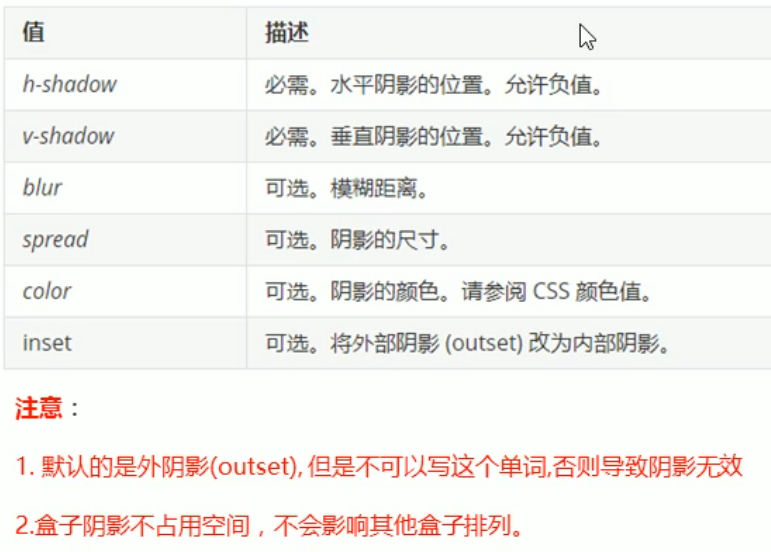 值 描述
h-shadow 必需。水平阴影的位置。允许负值。
v-shadow 必需。垂直阴影的位置。允许负值。
blur 可选。模糊距离。
spread 可选。阴影的尺寸。
color 可选。阴影的颜色。请参阅 CSS 颜色值。
inset 可选。将外部阴影 (outset) 改为内部阴影。
注意：
1. 默认的是外阴影(outset), 但是不可以写这个单词,否则导致阴影无效
2.盒子阴影不占用空间，不会影响其他盒子排列。